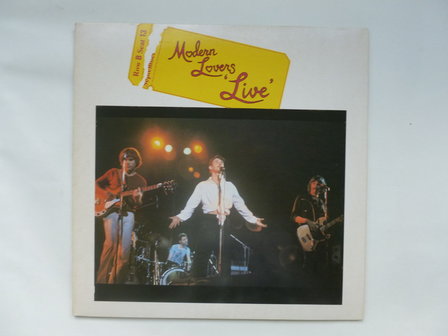 Row B Seat 13
Modern
Lovers
'Live'